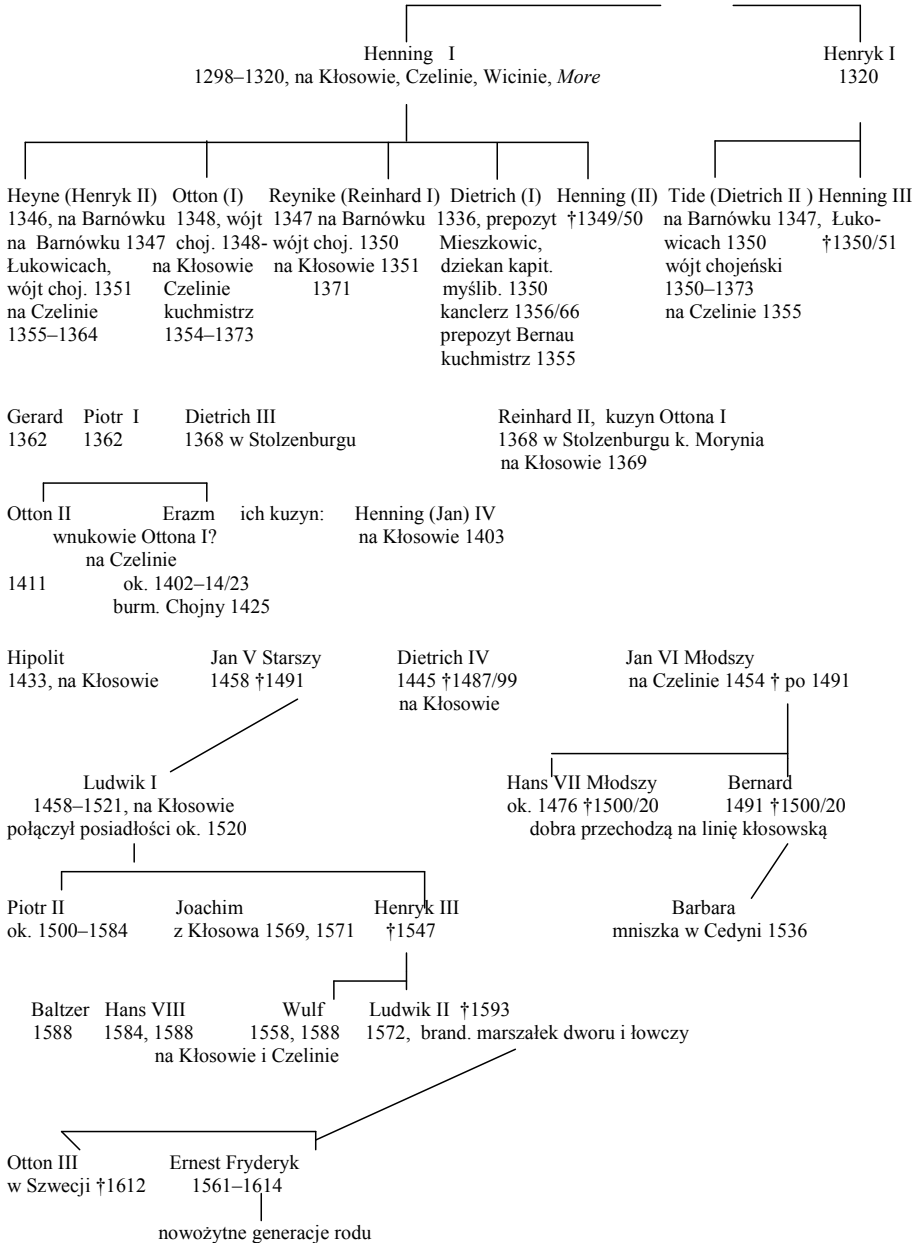 Henning I Henryk I
1298–1320, na Kłosowie, Czelinie, Wicinie, More 1320
Heyne (Henryk II) Otton (I) Reynike (Reinhard I) Dietrich (I) Henning (II) Tide (Dietrich II ) Henning III
1346, na Barnówku 1348, wójt 1347 na Barnówku 1336, prepozyt †1349/50 na Barnówku 1347, Łuko-
na Barnówku 1347 choj. 1348- wójt choj. 1350 Mieszkowic, wicach 1350 †1350/51
Łukowicach, na Kłosowie na Kłosowie 1351 dziekan kapit. wójt chojeński
wójt choj. 1351 Czelinie 1371 myślib. 1350 1350–1373
na Czelinie kuchmistrz kanclerz 1356/66 na Czelinie 1355
1355–1364 1354–1373 prepozyt Bernau
kuchmistrz 1355
Gerard Piotr I Dietrich III Reinhard II, kuzyn Ottona I
1362 1362 1368 w Stolzenburgu 1368 w Stolzenburgu k. Morynia
na Kłosowie 1369
Otton II Erazm ich kuzyn: Henning (Jan) IV
wnukowie Ottona I? na Kłosowie 1403
na Czelinie
1411 ok. 1402–14/23
burm. Chojny 1425
Hipolit Jan V Starszy Dietrich IV Jan VI Młodszy
1433, na Kłosowie 1458 †1491 1445 †1487/99 na Czelinie 1454 † po 1491
na Kłosowie
Ludwik I Hans VII Młodszy Bernard
1458–1521, na Kłosowie ok. 1476 †1500/20 1491 †1500/20
połączył posiadłości ok. 1520 dobra przechodzą na linię kłosowską
Piotr II Joachim Henryk III Barbara
ok. 1500–1584 z Kłosowa 1569, 1571 †1547 mniszka w Cedyni 1536
Baltzer Hans VIII Wulf Ludwik II †1593
1588 1584, 1588 1558, 1588 1572, brand. marszałek dworu i łowczy
na Kłosowie i Czelinie
Otton III Ernest Fryderyk
w Szwecji †1612 1561–1614
nowożytne generacje rodu